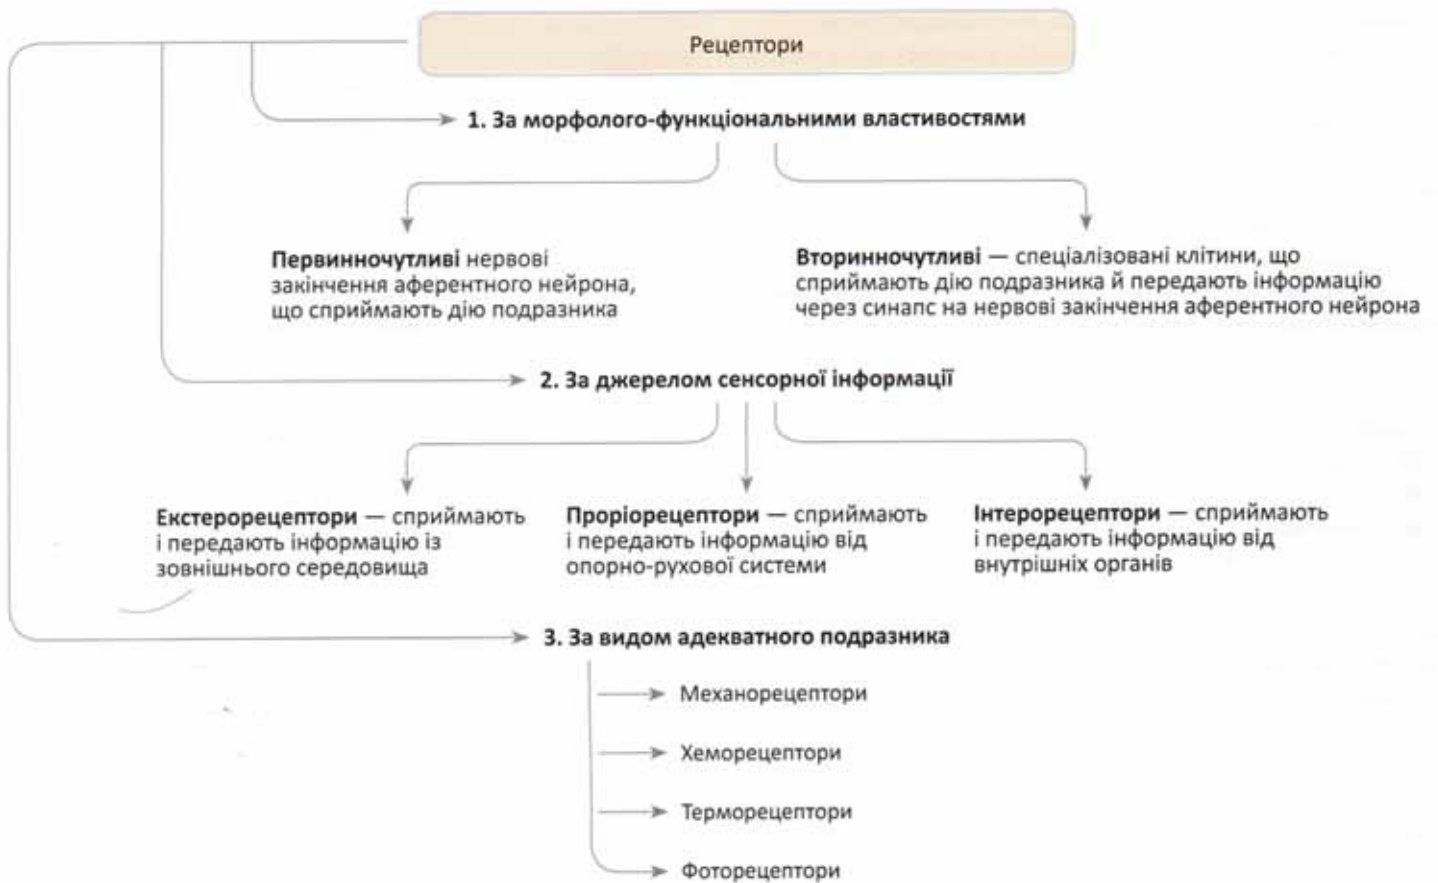 Рецептори
1. За морфолого-функціональними властивостями
Первинночутливі нервові
закінчення аферентного нейрона,
що сприймають дію подразника
Вторинночутливі — спеціалізовані клітини, що
сприймають дію подразника й передають інформацію
через синапс на нервові закінчення аферентного нейрона
2. За джерелом сенсорної інформації
Екстерорецептори — сприймають
і передають інформацію із
зовнішнього середовища
Проріорецептори — сприймають
і передають інформацію від
опорно-рухової системи
Інтерорецептори — сприймають
і передають інформацію від
внутрішніх органів
3. За видом адекватного подразника
Механорецептори
Хеморецептори
Терморецептори
Фоторецептори